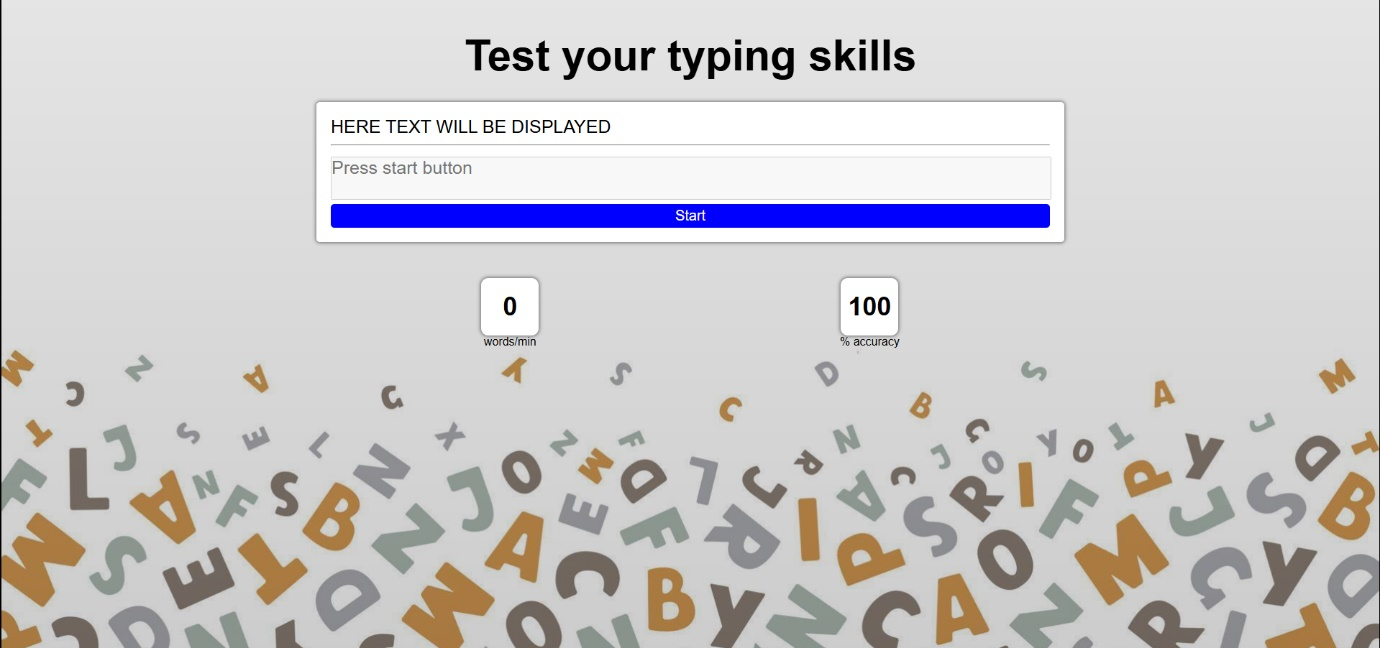 Test your typing skills
HERE TEXT WILL BE DISPLAYED
Press start button
Start
0
words/min
100
% accuracy